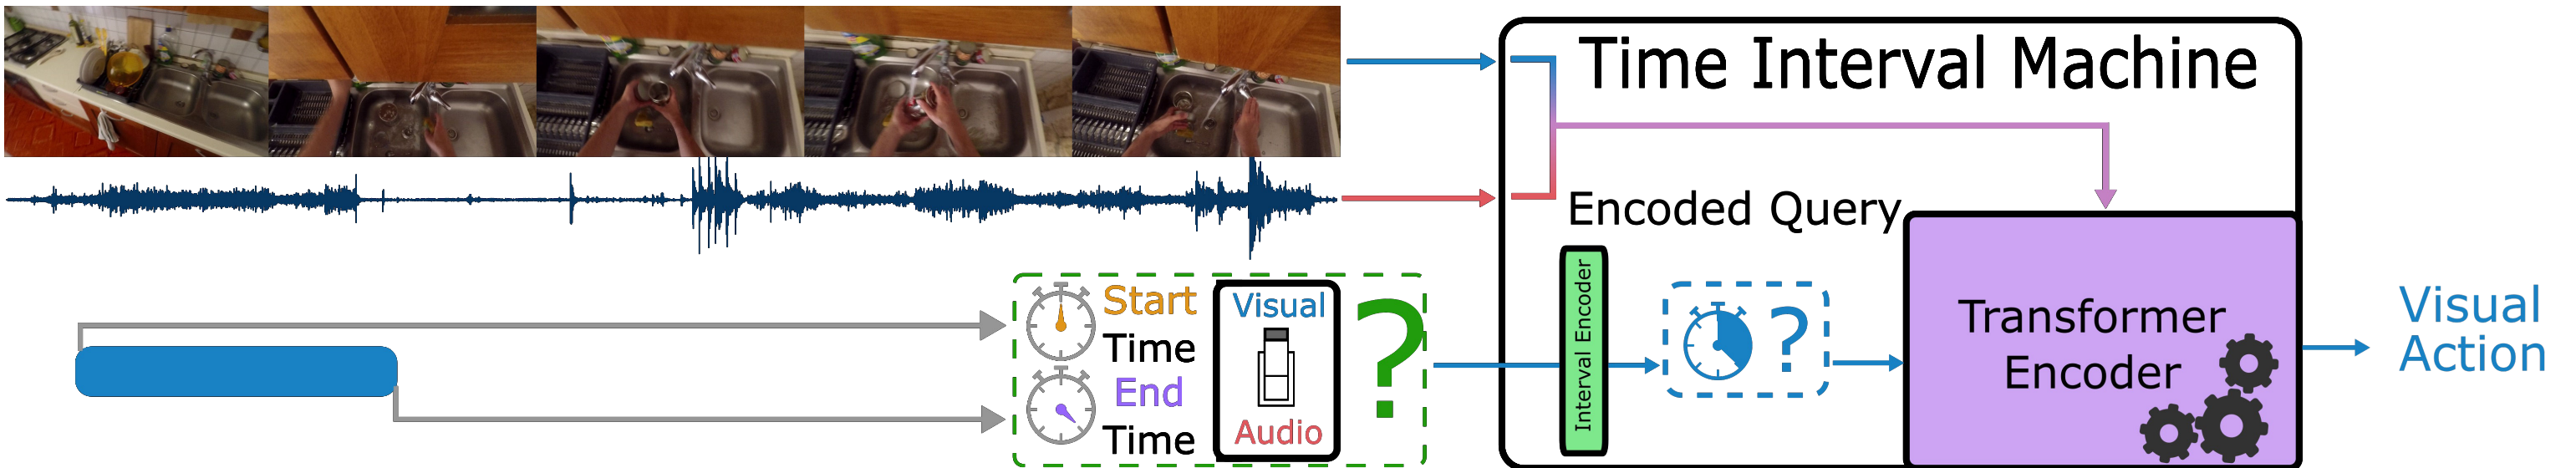 Time Interval Machine
Encoded Query
Start
Time
End
Time
Visual
Audio
?
Interval Encoder
?
Transformer
Encoder
Visual
Action